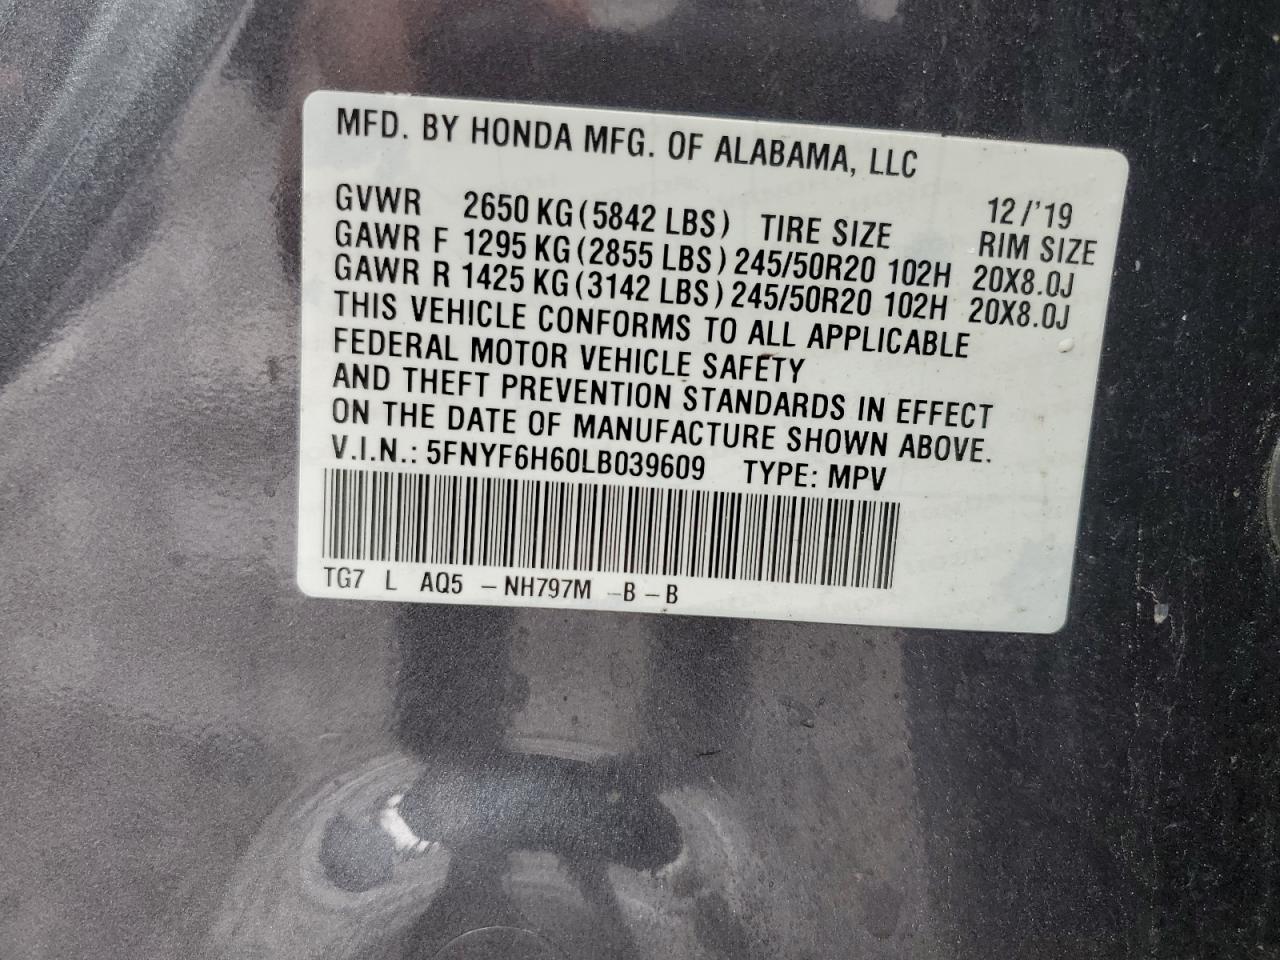 MFD. BY HONDA MFG. OF ALABAMA, LLC
12/'19
GVWR 2650 KG (5842 LBS) TIRE SIZE RIM SIZE
GAWR F 1295 KG (2855 LBS) 245/50R20 102H 20X8.0J
GAWR R 1425 KG (3142 LBS) 245/50R20 102H 20X8.0J
THIS VEHICLE CONFORMS TO ALL APPLICABLE
FEDERAL MOTOR VEHICLE SAFETY
AND THEFT PREVENTION STANDARDS IN EFFECT
ON THE DATE OF MANUFACTURE SHOWN ABOVE.
V.I.N.: 5FNYF6H60LB039609 TYPE: MPV
TG7 L AQ5 – NH797M –B – B